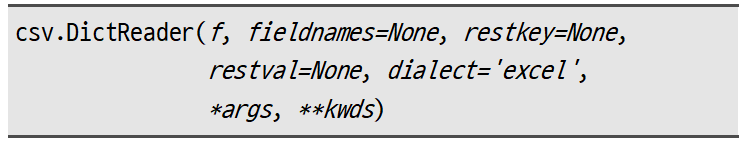 csv.DictReader(f, fieldnames=None, restkey=None,
restval=None, dialect='excel',
*args, **kwds)